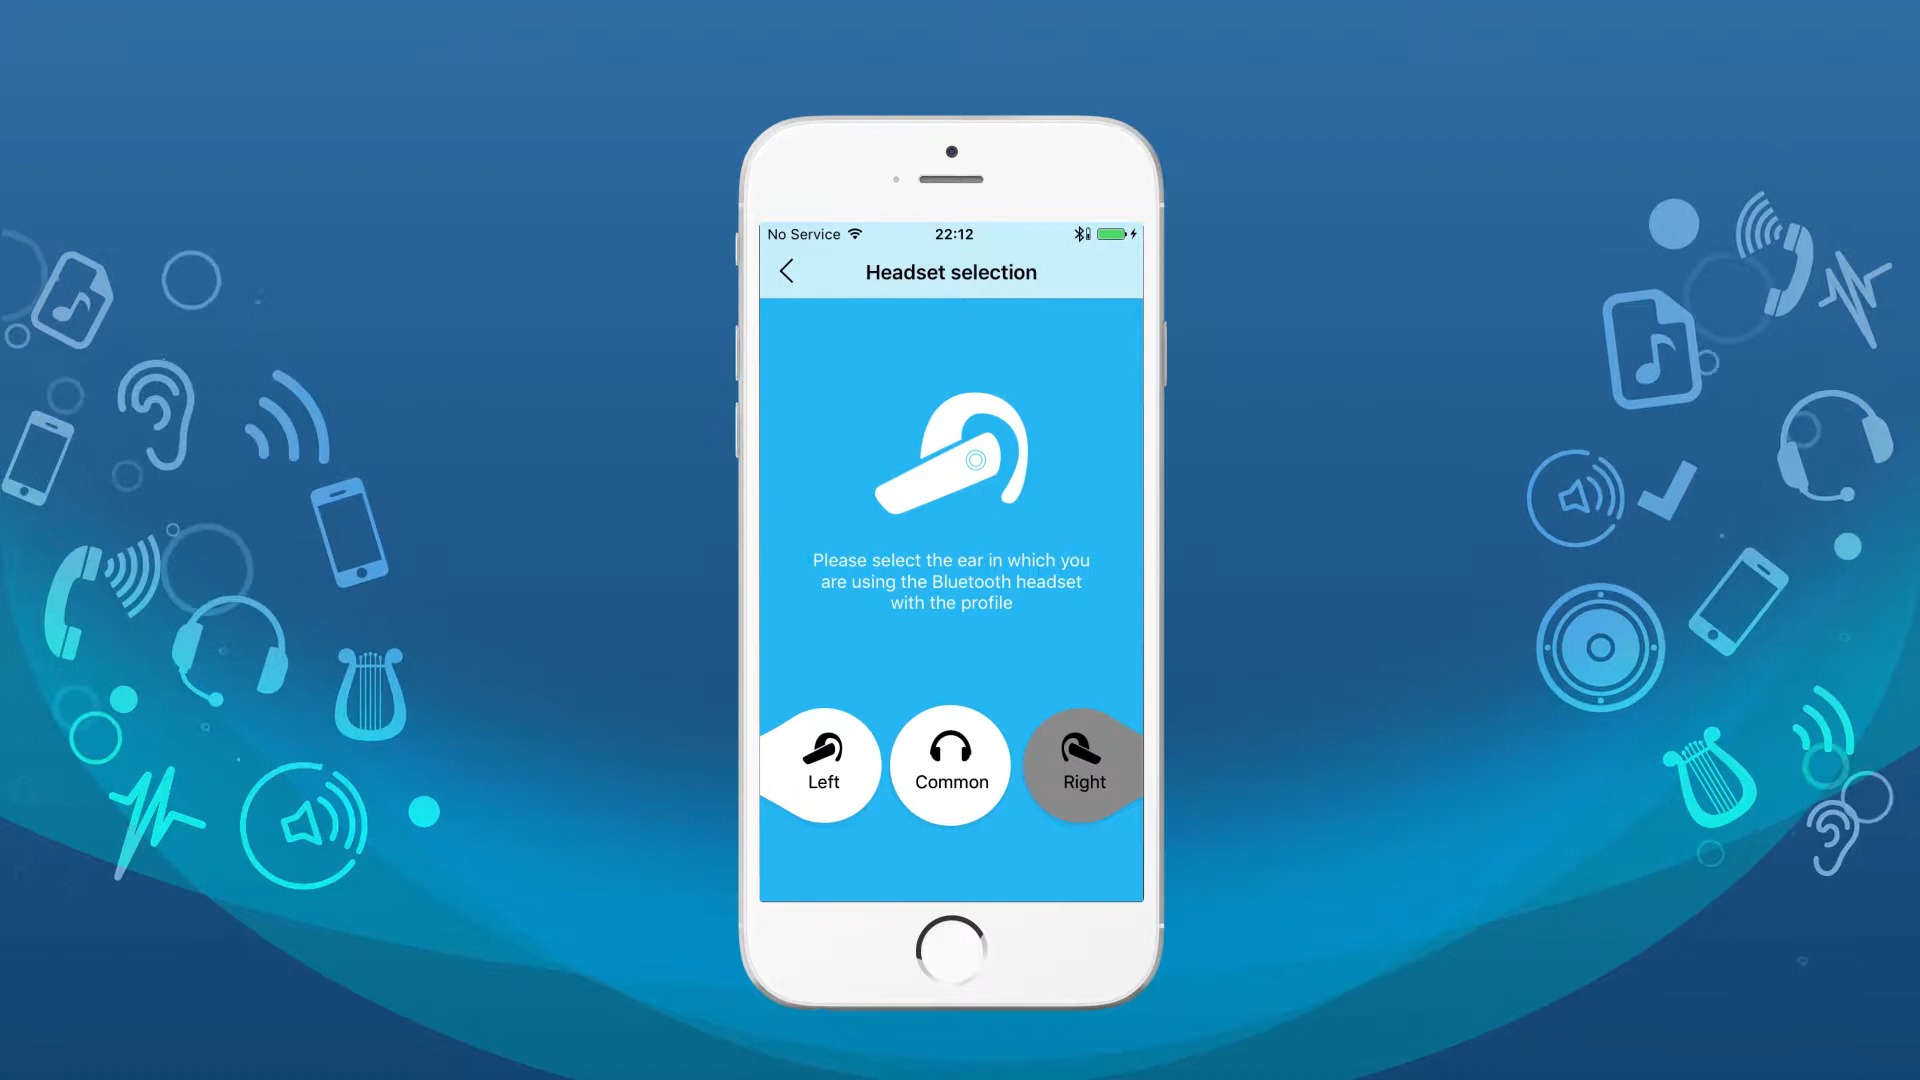 No Service
22:12
Headset selection
Please select the ear in which you
are using the Bluetooth headset
with the profile
Left
Common
Right